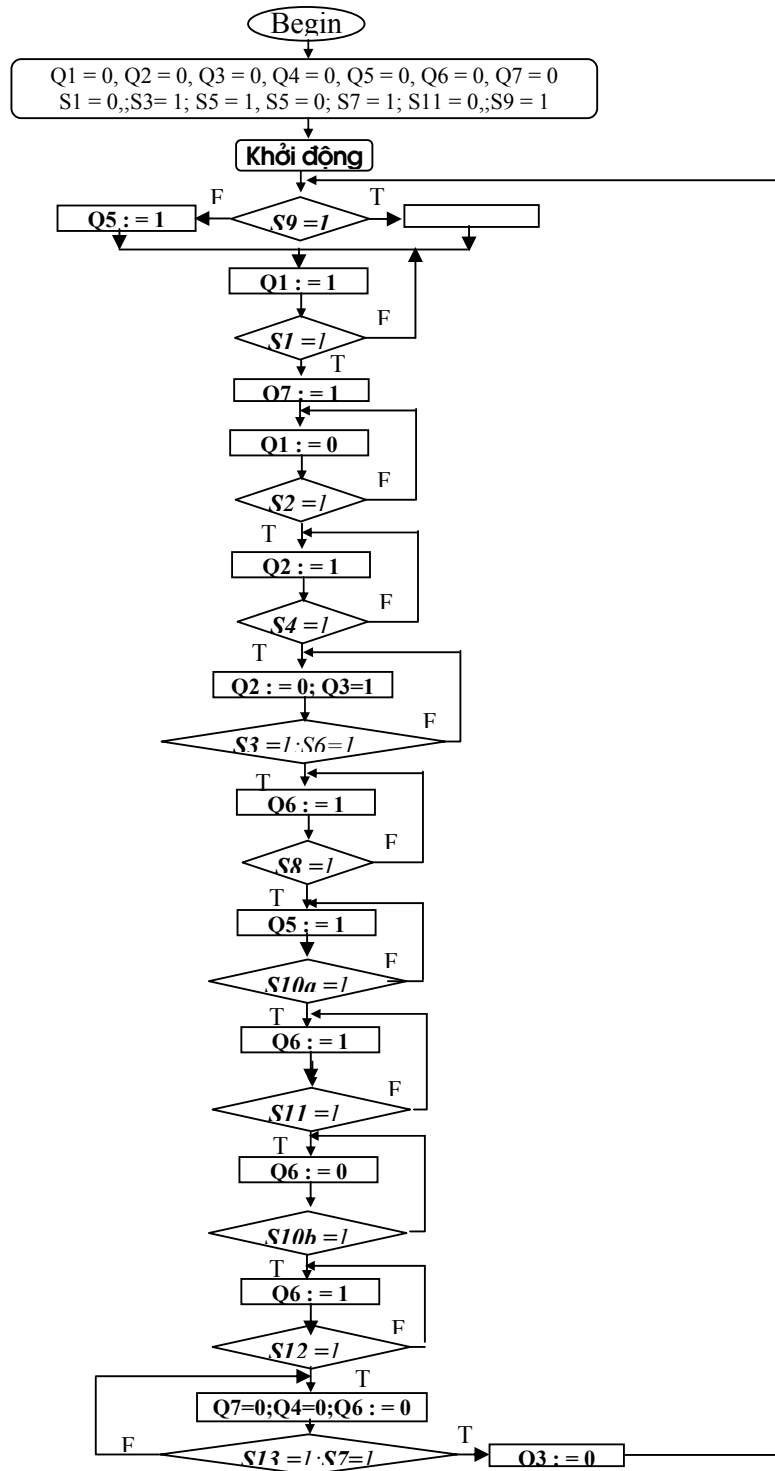 Begin
Q1 = 0, Q2 = 0, Q3 = 0, Q4 = 0, Q5 = 0, Q6 = 0, Q7 = 0
S1 = 0,;S3= 1; S5 = 1, S5 = 0; S7 = 1; S11 = 0,;S9 = 1
Khởi động
F
T
Q5 : = 1
S9 =1
Q1 : = 1
F
S1 =1
T
Q7 : = 1
Q1 : = 0
F
S2 =1
T
Q2 : = 1
F
S4 =1
T
Q2 : = 0; Q3=1
F
S3 =1;S6=1
T
Q6 : = 1
F
S8 =1
T
Q5 : = 1
F
S10a =1
T
Q6 : = 1
F
S11 =1
T
Q6 : = 0
S10b =1
T
Q6 : = 1
F
S12 =1
T
Q7=0;Q4=0;Q6 : = 0
F
T
S13 =1;S7=1
Q3 : = 0